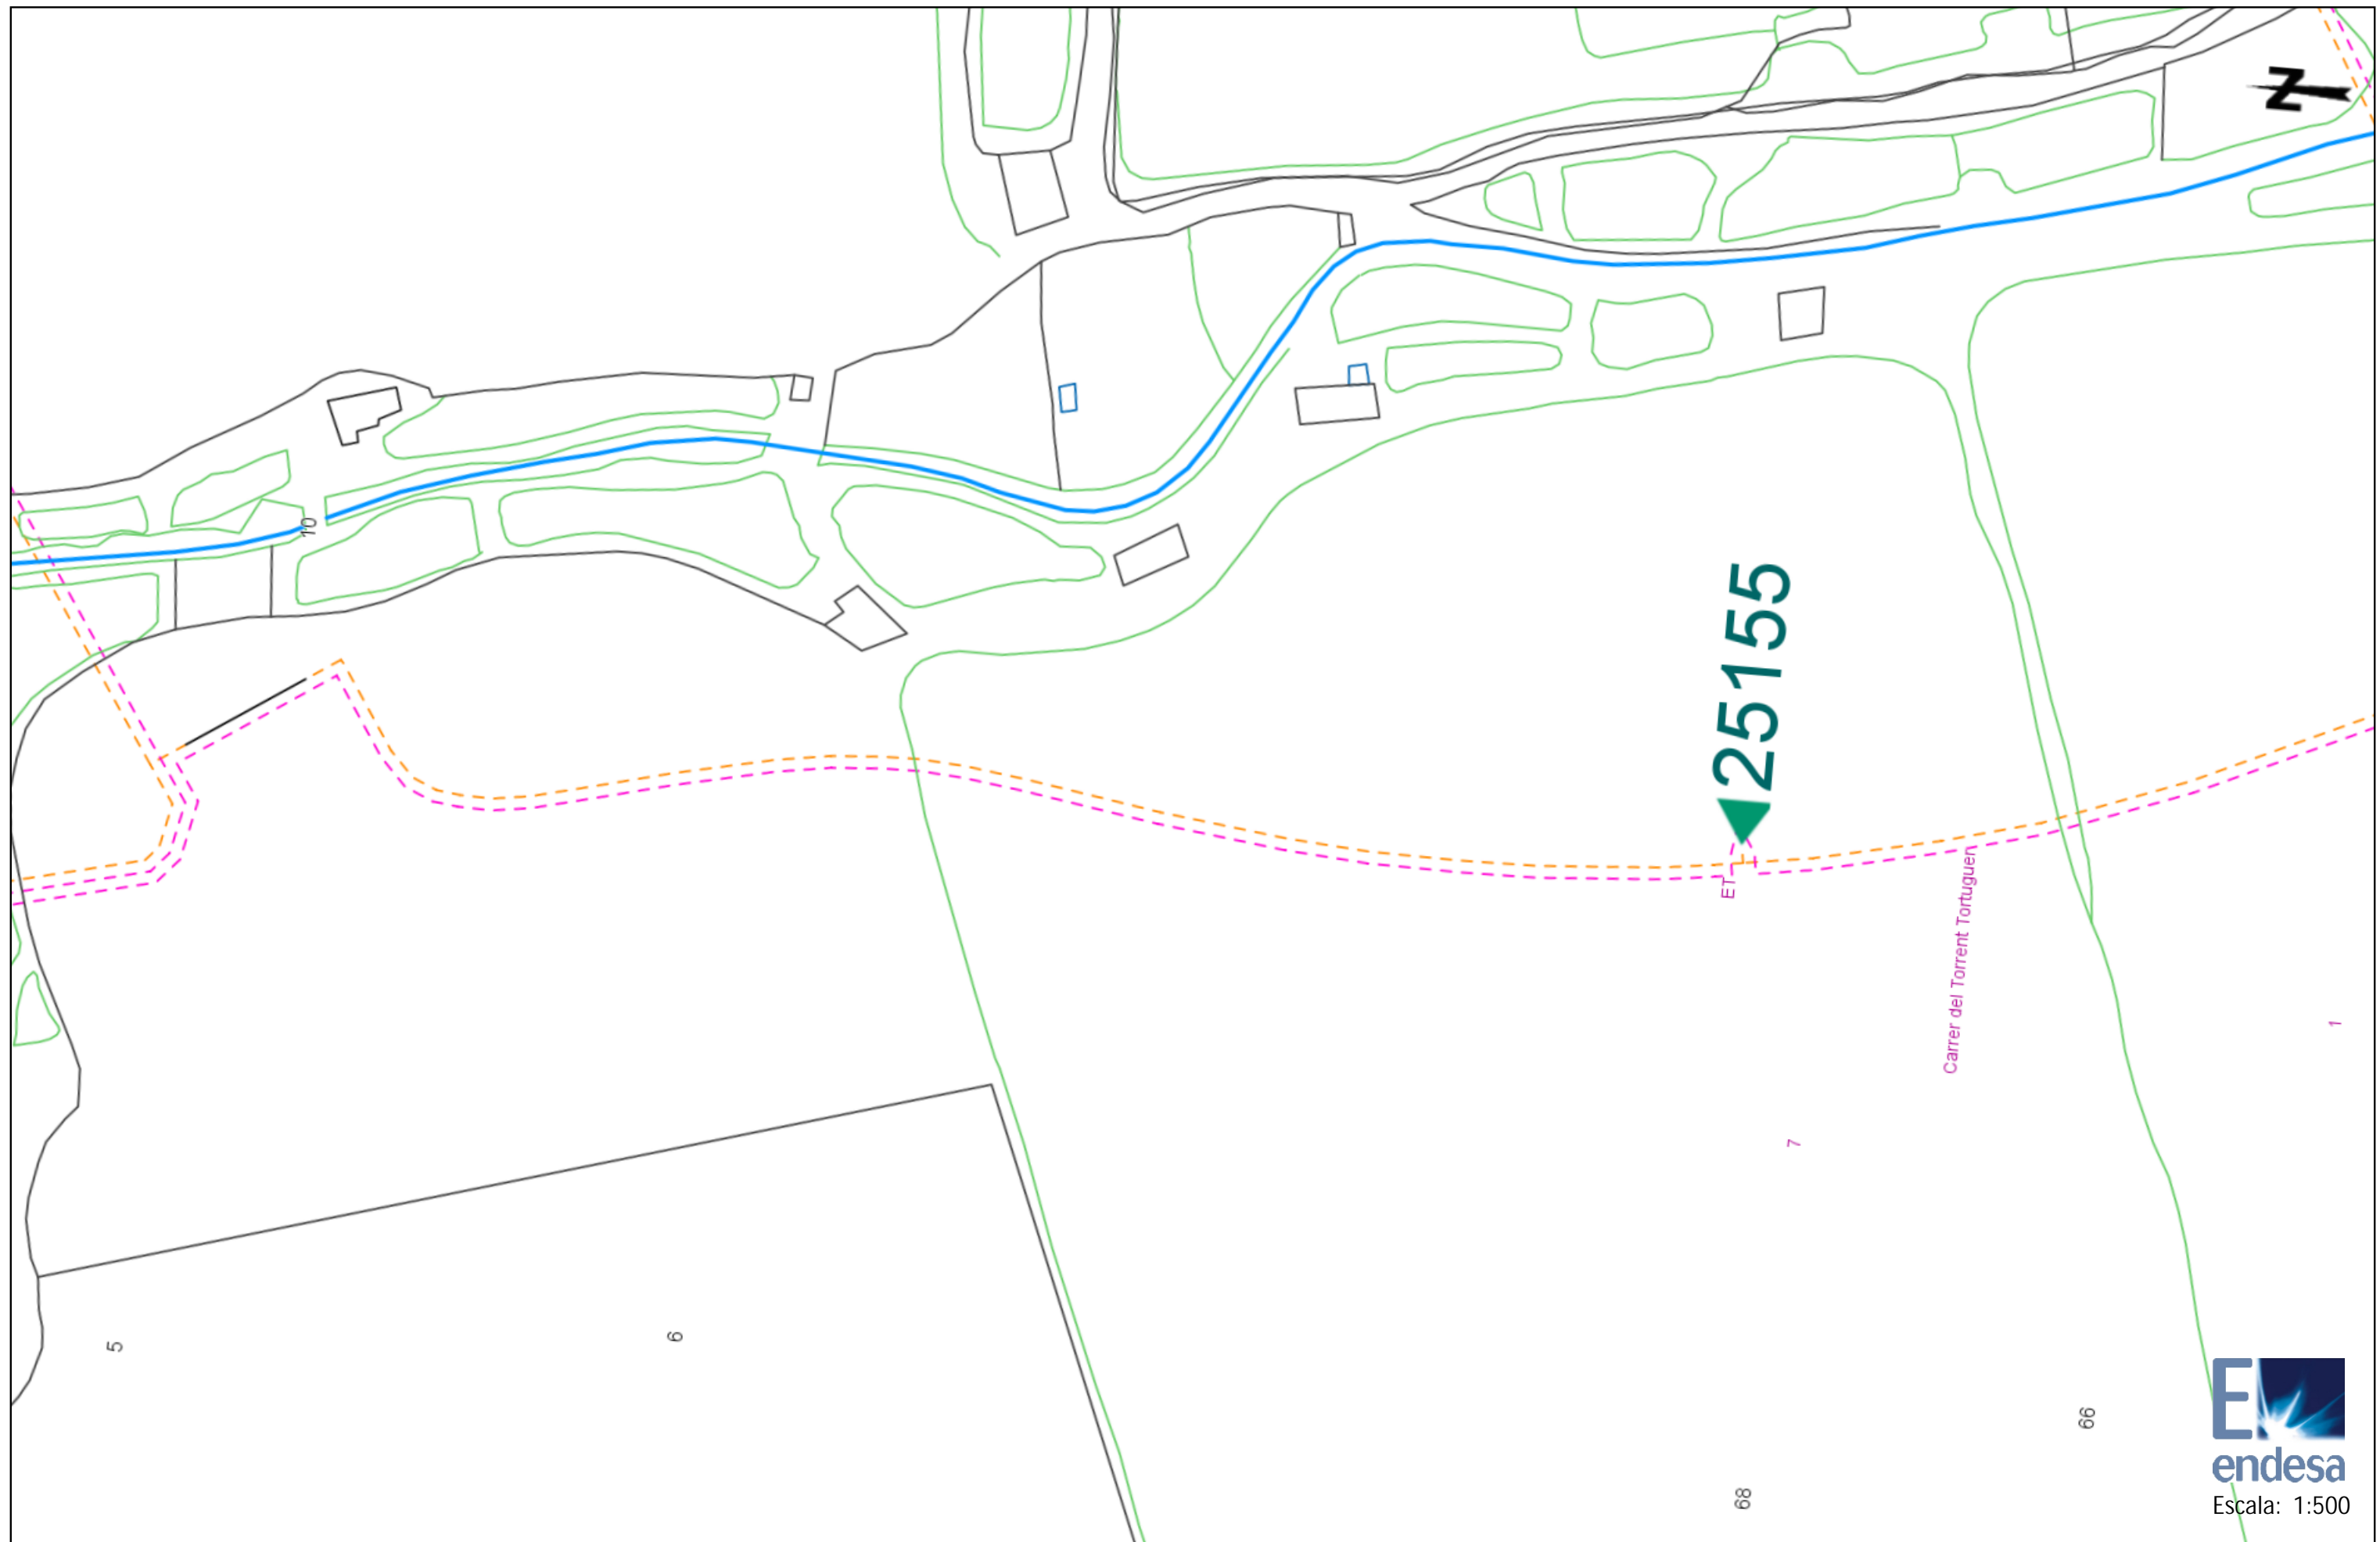 Z
10
25155
ET
Carrer del Torrent Tortuguer
1
7
5
6
66
68
E
endesa
Escala: 1:500